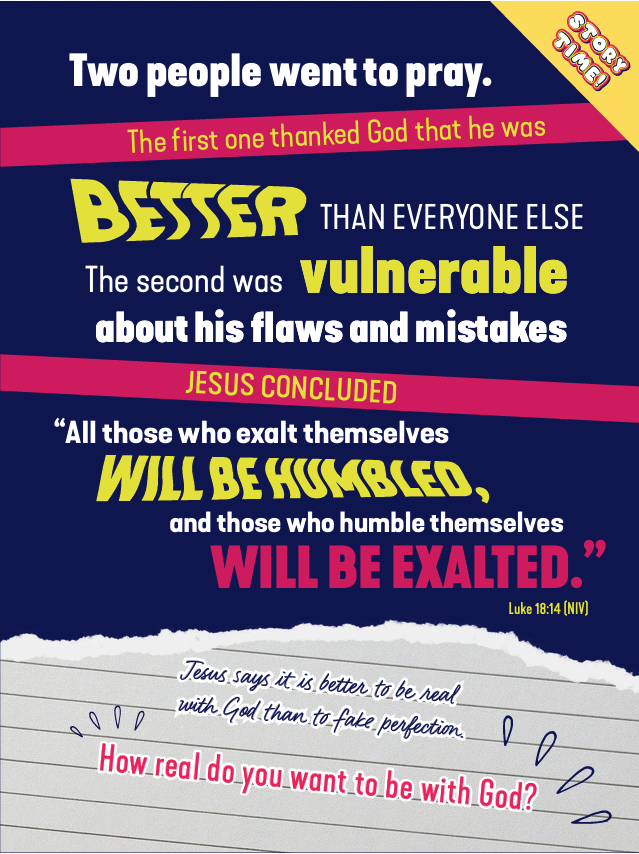 STORY
TIME!
Two people went to pray.
The first one thanked God that he was
BETTER THAN EVERYONE ELSE
The second was vulnerable
about his flaws and mistakes
JESUS CONCLUDED
“All those who exalt themselves
WILL BE HUMBLED,
and those who humble themselves
WILL BE EXALTED.”
Luke 18:14 (NIV)
Jesus says it is better to be real
with God than to fake perfection.
How real do you want to be with God?